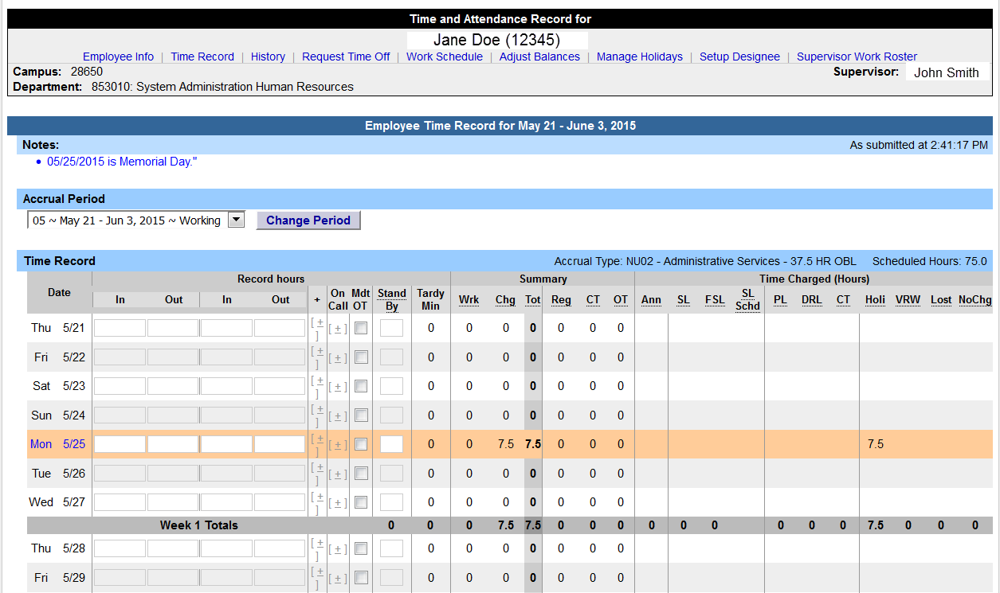 Time and Attendance Record for
Jane Doe (12345)
Employee Info | Time Record | History | Request Time Off | Work Schedule | Adjust Balances | Manage Holidays | Setup Designee | Supervisor Work Roster
Campus: 28650 Supervisor: John Smith
Department: 853010: System Administration Human Resources
Employee Time Record for May 21 - June 3, 2015
Notes: As submitted at 2:41:17 PM
• 05/25/2015 is Memorial Day."
Accrual Period
05 ~ May 21 - Jun 3, 2015 ~ Working Change Period
Time Record Accrual Type: NU02 - Administrative Services - 37.5 HR OBL Scheduled Hours: 75.0
Date Record hours Summary Time Charged (Hours)
In Out In Out + On Call Mdt OT Stand By Tardy Min Wrk Chg Tot Reg CT OT Ann SL FSL SL Schd PL DRL CT Holi VRW Lost NoChg
Thu 5/21 [ + ] [ + ] 0 0 0 0 0 0 0
Fri 5/22 [ + ] [ + ] 0 0 0 0 0 0 0
Sat 5/23 [ + ] [ + ] 0 0 0 0 0 0 0
Sun 5/24 [ + ] [ + ] 0 0 0 0 0 0 0
Mon 5/25 [ + ] [ + ] 0 0 7.5 7.5 0 0 0 7.5
Tue 5/26 [ + ] [ + ] 0 0 0 0 0 0 0
Wed 5/27 [ + ] [ + ] 0 0 0 0 0 0 0
Week 1 Totals 0 0 0 7.5 7.5 0 0 0 0 0 0 0 0 0 7.5 0 0 0
Thu 5/28 [ + ] [ + ] 0 0 0 0 0 0 0
Fri 5/29 [ + ] [ + ] 0 0 0 0 0 0 0